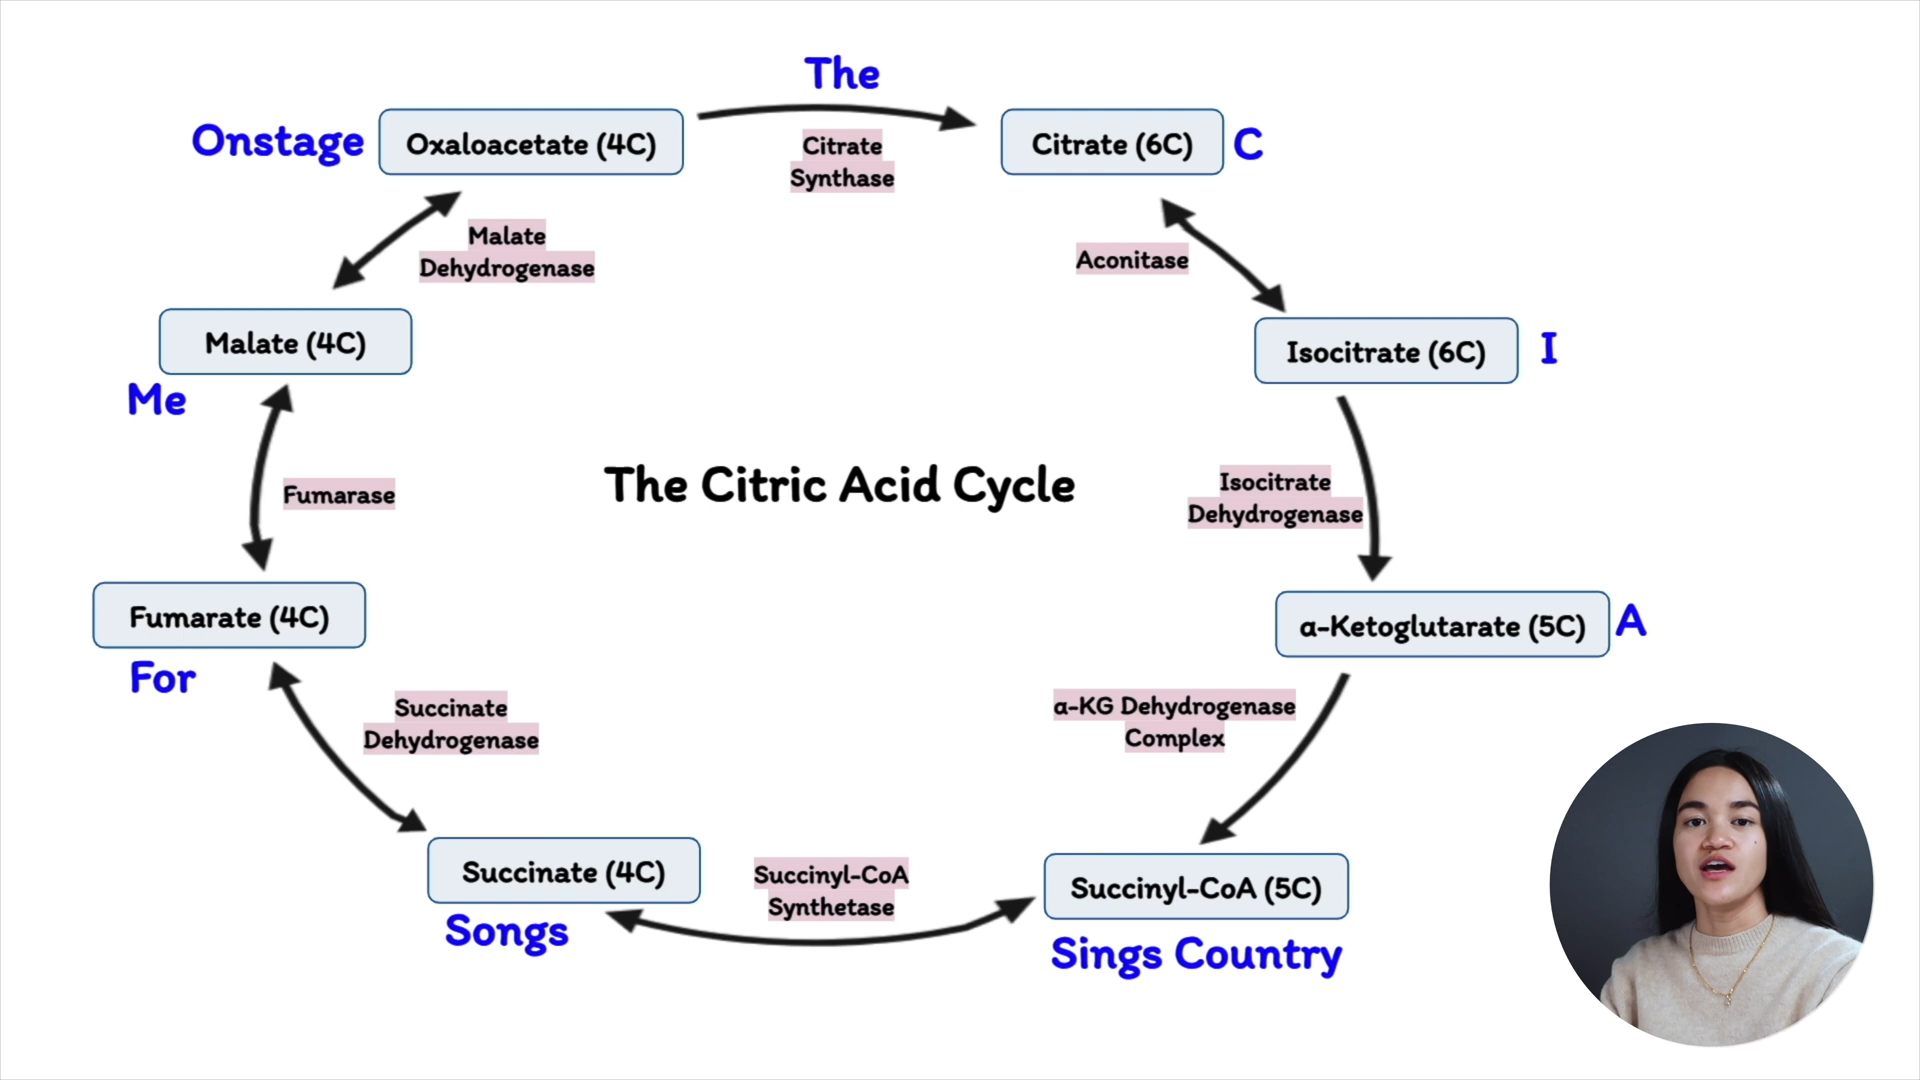 The
Onstage
Oxaloacetate (4C)
Citrate
Synthase
Citrate (6C)
C
Malate
Dehydrogenase
Aconitase
Malate (4C)
Me
Isocitrate (6C)
I
Fumarase
The Citric Acid Cycle
Isocitrate
Dehydrogenase
Fumarate (4C)
For
α-Ketoglutarate (5C)
A
Succinate
Dehydrogenase
α-KG Dehydrogenase
Complex
Succinate (4C)
Songs
Succinyl-CoA
Synthetase
Succinyl-CoA (5C)
Sings Country